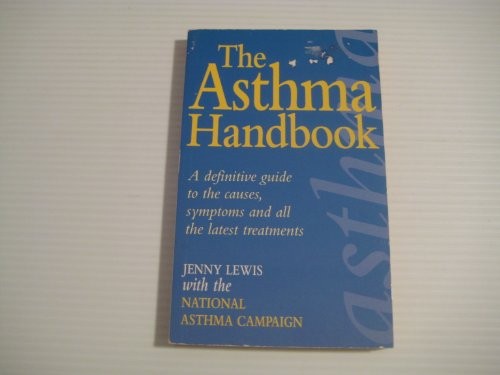 The
Asthma
Handbook
A definitive guide
to the causes,
symptoms and all
the latest treatments
JENNY LEWIS
with the
NATIONAL
ASTHMA CAMPAIGN
asthma